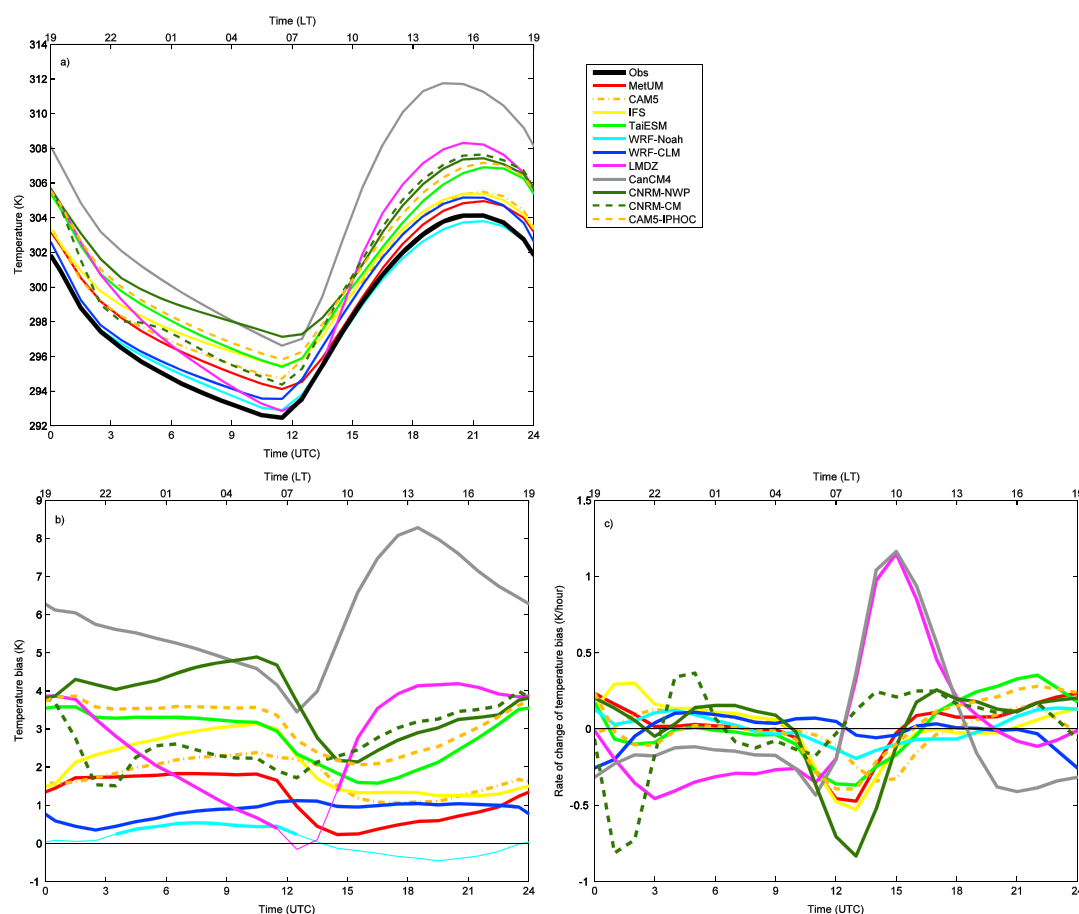 Time (LT)
19 22 01 04 07 10 13 16 19
314
312
310
308
306
304
302
300
298
296
294
292
Temperature (K)
a)
0 3 6 9 12 15 18 21 24
Time (UTC)
Obs
MetUM
CAM5
IFS
TaiESM
WRF-Noah
WRF-CLM
LMDZ
CanCM4
CNRM-NWP
CNRM-CM
CAM5-IPHOC
Time (LT)
19 22 01 04 07 10 13 16 19
9
8
7
6
5
4
3
2
1
0
-1
Temperature bias (K)
b)
0 3 6 9 12 15 18 21 24
Time (UTC)
Time (LT)
19 22 01 04 07 10 13 16 19
1.5
1
0.5
0
-0.5
-1
Rate of change of temperature bias (K/hour)
c)
0 3 6 9 12 15 18 21 24
Time (UTC)